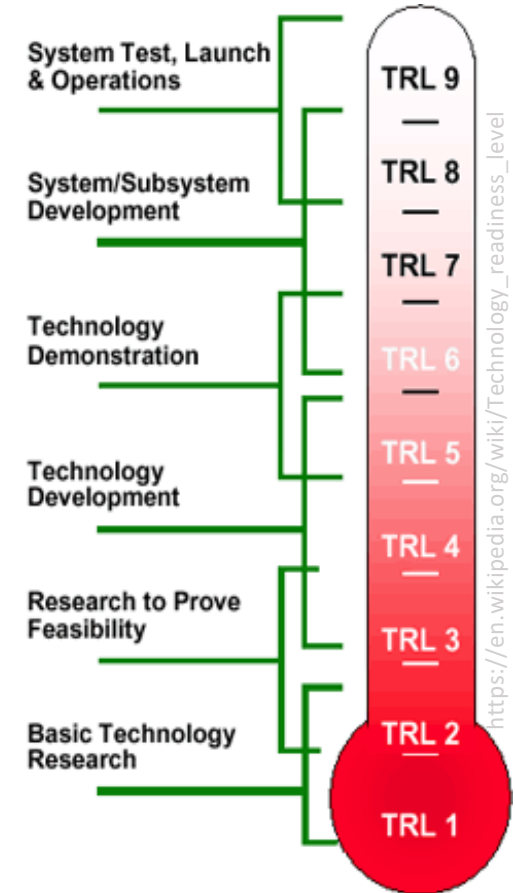 System Test, Launch
& Operations
System/Subsystem
Development
Technology
Demonstration
Technology
Development
Research to Prove
Feasibility
Basic Technology
Research
TRL 9
TRL 8
TRL 7
TRL 6
TRL 5
TRL 4
TRL 3
TRL 2
TRL 1
https://en.wikipedia.org/wiki/Technology_readiness_level